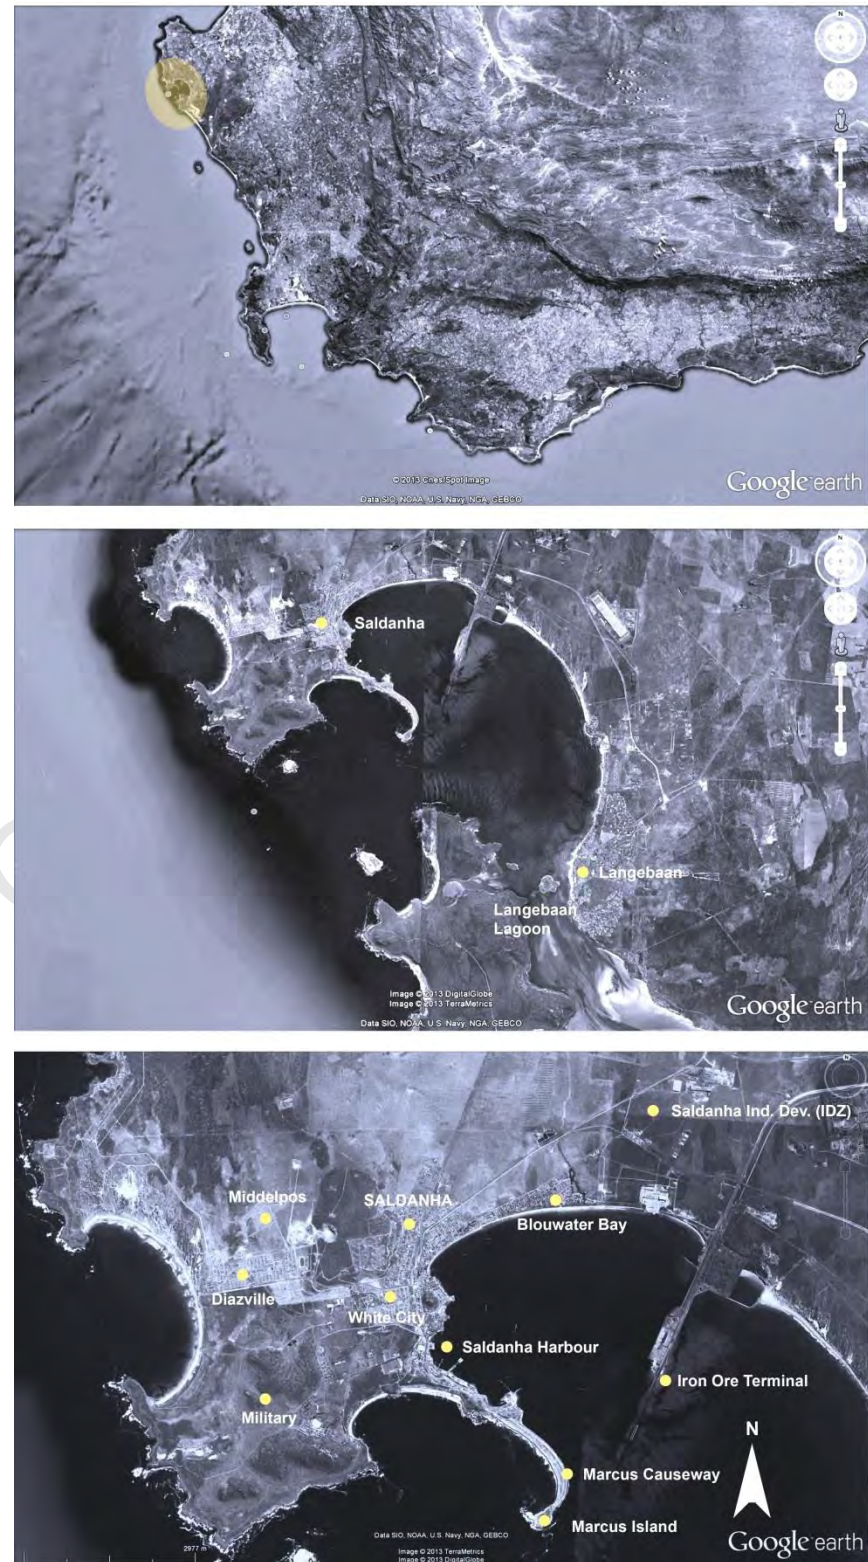 N
© 2013 Cnes/Spot Image
Data SIO, NOAA, U.S. Navy, NGA, GEBCO
Google earth
N
Saldanha
Langebaan
Langebaan
Lagoon
Image © 2013 DigitalGlobe
Image © 2013 TerraMetrics
Data SIO, NOAA, U.S. Navy, NGA, GEBCO
Google earth
N
Saldanha Ind. Dev. (IDZ)
Middelpos
SALDANHA
Blouwater Bay
Diazville
White City
Saldanha Harbour
Iron Ore Terminal
Military
N
Marcus Causeway
Marcus Island
Data SIO, NOAA, U.S. Navy, NGA, GEBCO
Google earth
2977 m
Image © 2013 TerraMetrics
Image © 2013 DigitalGlobe